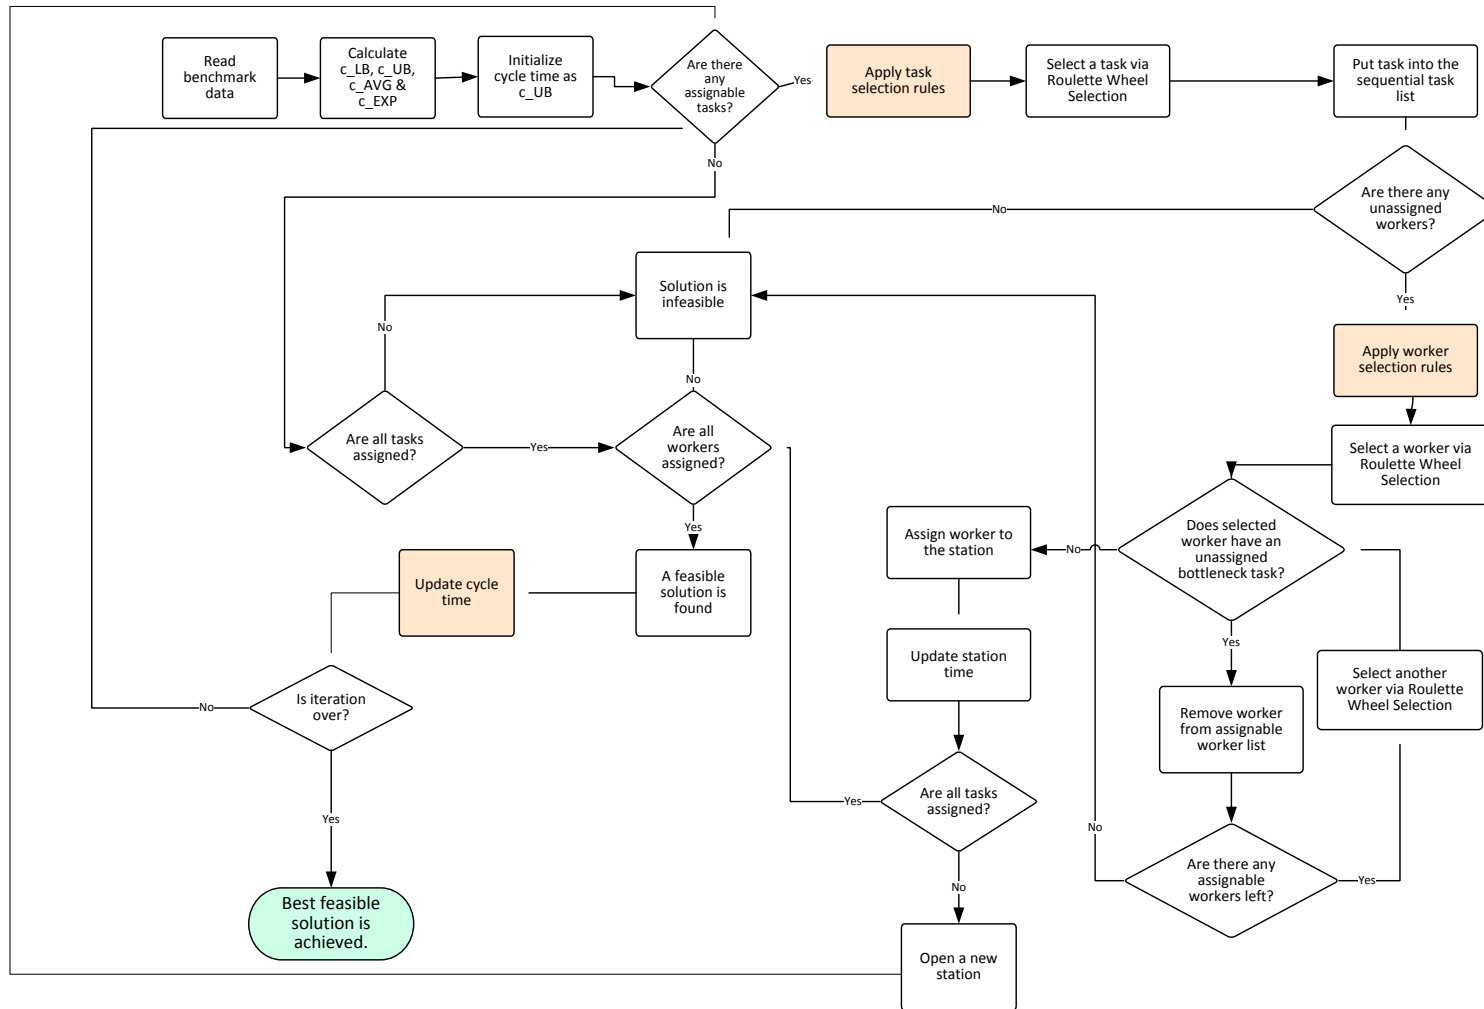 Read
benchmark
data
Calculate
c_LB, c_UB,
c_AVG &
c_EXP
Initialize
cycle time as
c_UB
Are there
any
assignable
tasks?
Yes
Apply task
selection rules
Select a task via
Roulette Wheel
Selection
Put task into the
sequential task
list
No
Are there any
unassigned
workers?
No
Yes
Solution is
infeasible
No
No
Apply worker
selection rules
Are all tasks
assigned?
Yes
Are all
workers
assigned?
Select a worker via
Roulette Wheel
Selection
Yes
Assign worker to
the station
No
Does selected
worker have an
unassigned
bottleneck task?
Update cycle
time
A feasible
solution is
found
Yes
Update station
time
Select another
worker via Roulette
Wheel Selection
Is iteration
over?
No
Remove worker
from assignable
worker list
Are all tasks
assigned?
Yes
Yes
No
Are there any
assignable
workers left?
Yes
No
Best feasible
solution is
achieved.
Open a new
station